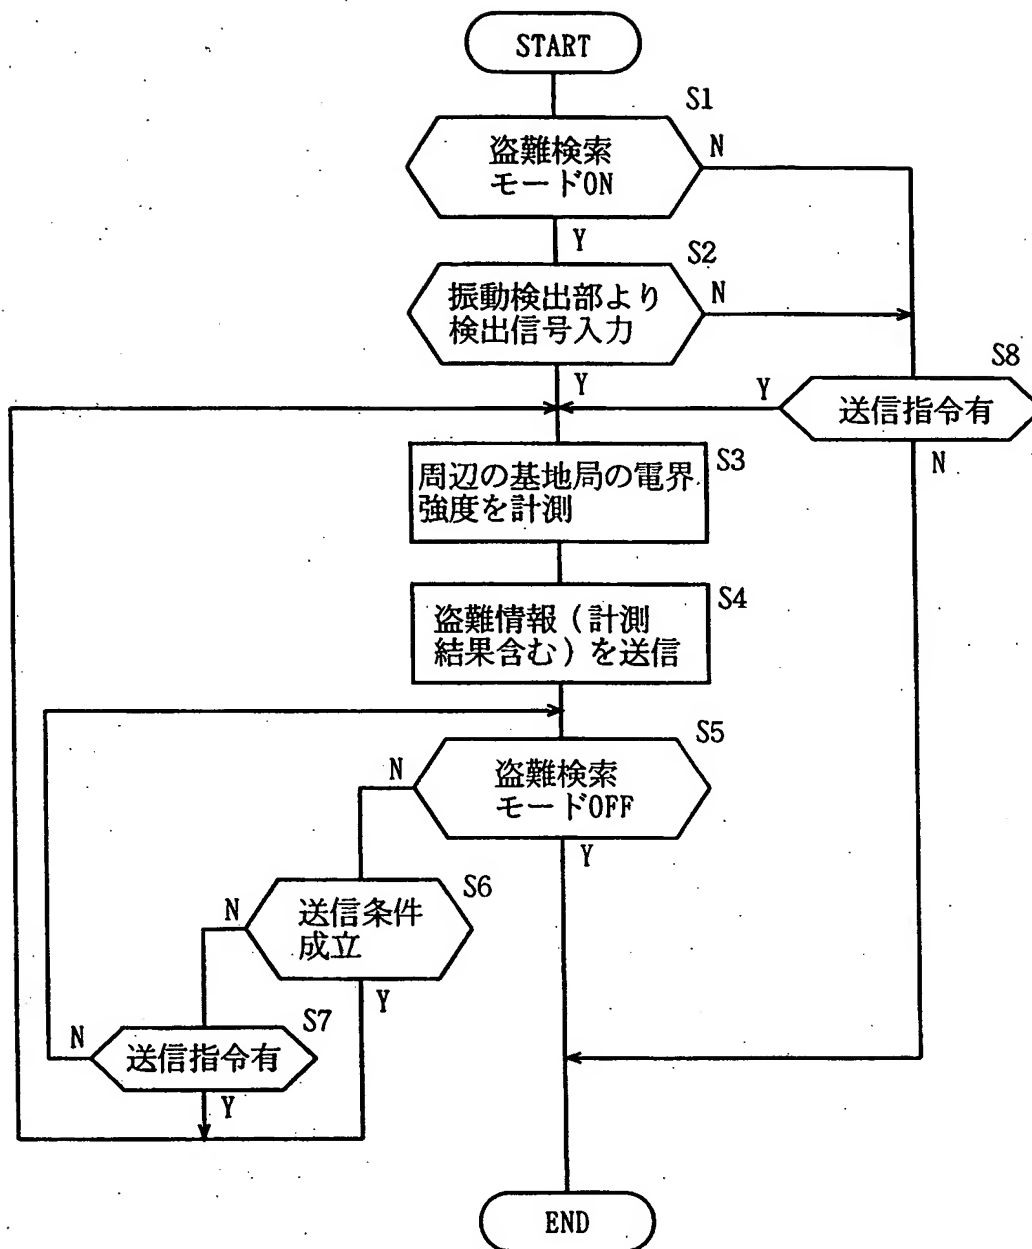 START
S1
盗難検索
モードON
N
Y
S2
振動検出部より
検出信号入力
N
Y
S8
送信指令有
Y
N
S3
周辺の基地局の電界
強度を計測
S4
盗難情報(計測
結果含む)を送信
S5
盗難検索
モードOFF
N
Y
S6
送信条件
成立
N
Y
S7
送信指令有
N
Y
END